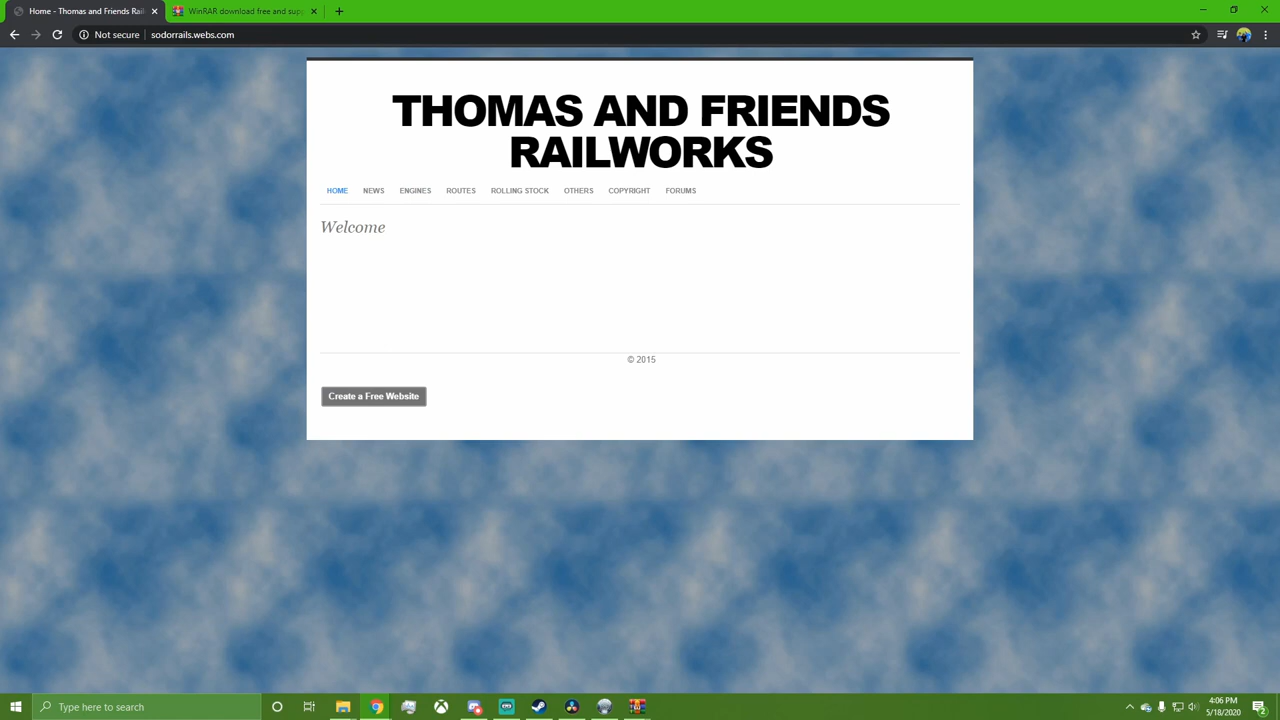 Home - Thomas and Friends Rail
WinRAR download free and supp
Not secure
sodorrails.webs.com
THOMAS AND FRIENDS
RAILWORKS
HOME NEWS ENGINES ROUTES ROLLING STOCK OTHERS COPYRIGHT FORUMS
Welcome
© 2015
Create a Free Website
Type here to search
4:06 PM
5/18/2020
2